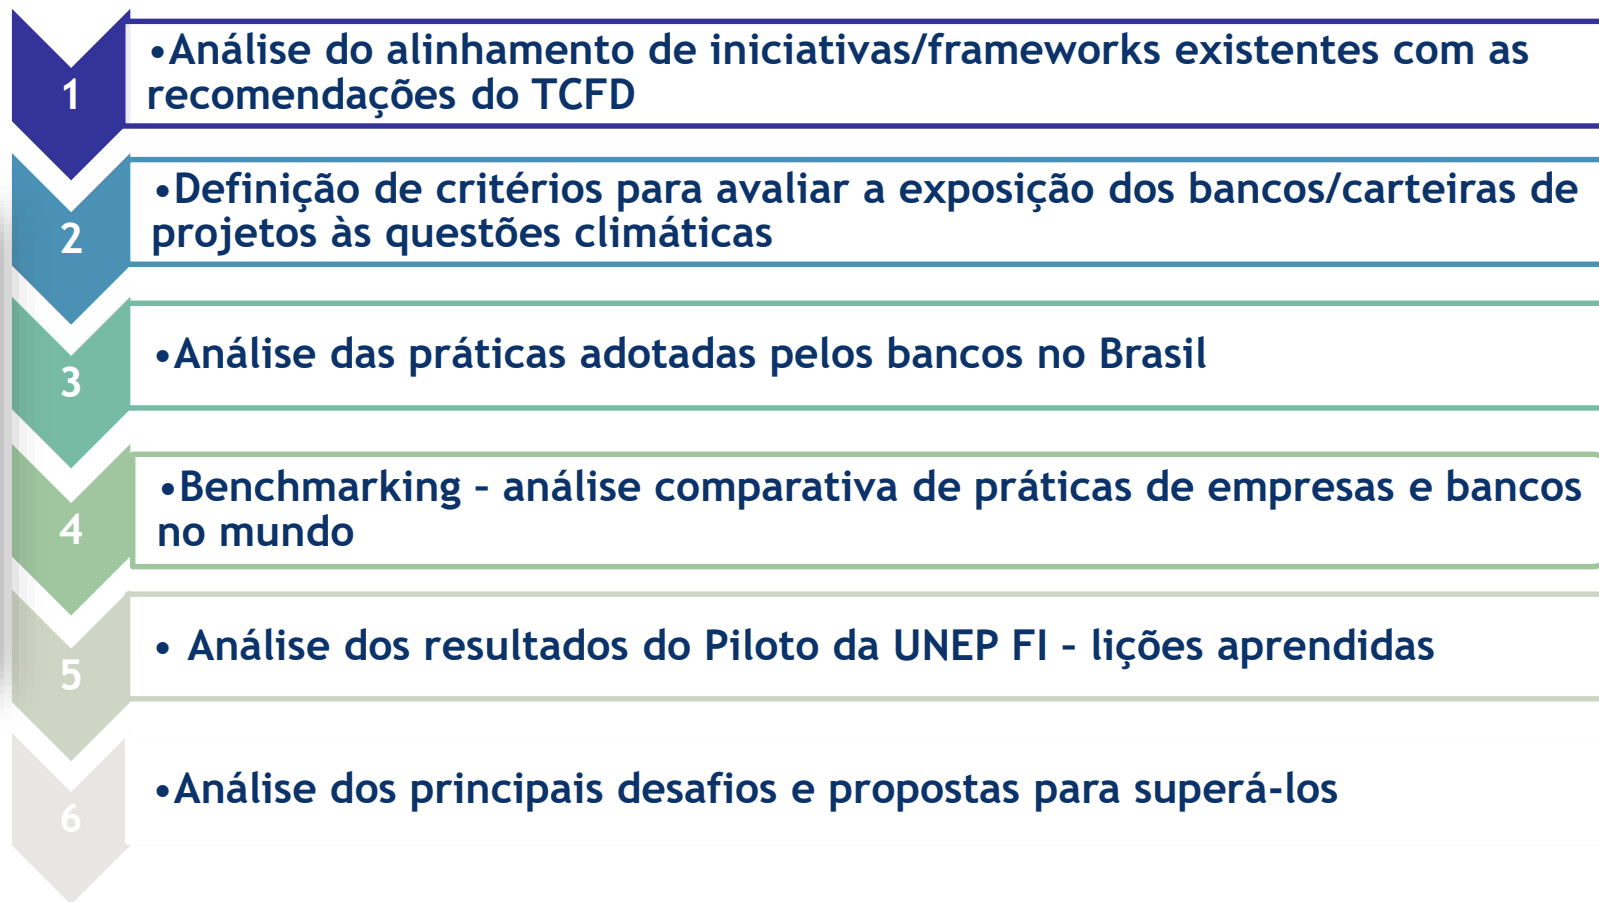 1
•Análise do alinhamento de iniciativas/frameworks existentes com as
recomendações do TCFD
2
•Definição de critérios para avaliar a exposição dos bancos/carteiras de
projetos às questões climáticas
3
•Análise das práticas adotadas pelos bancos no Brasil
4
•Benchmarking – análise comparativa de práticas de empresas e bancos
no mundo
5
• Análise dos resultados do Piloto da UNEP FI – lições aprendidas
6
•Análise dos principais desafios e propostas para superá-los